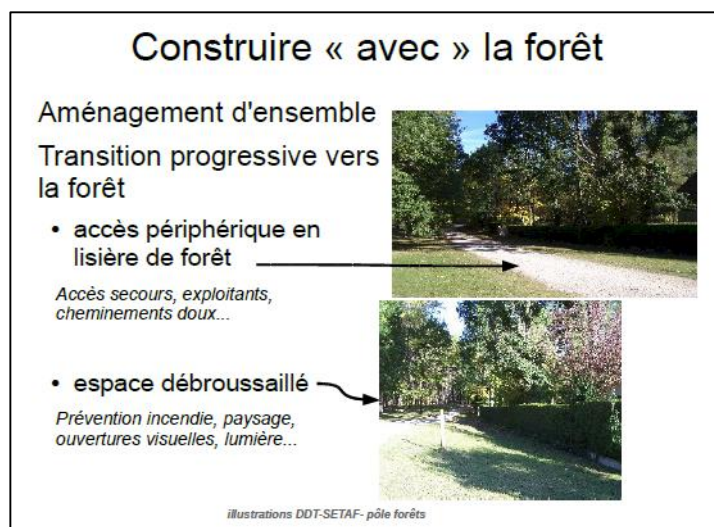 Construire « avec » la forêt
Aménagement d'ensemble
Transition progressive vers
la forêt
• accès périphérique en
lisière de forêt
Accès secours, exploitants,
cheminements doux...
• espace débroussaillé
Prévention incendie, paysage,
ouvertures visuelles, lumière...
illustrations DDT-SETAF- pôle forêts